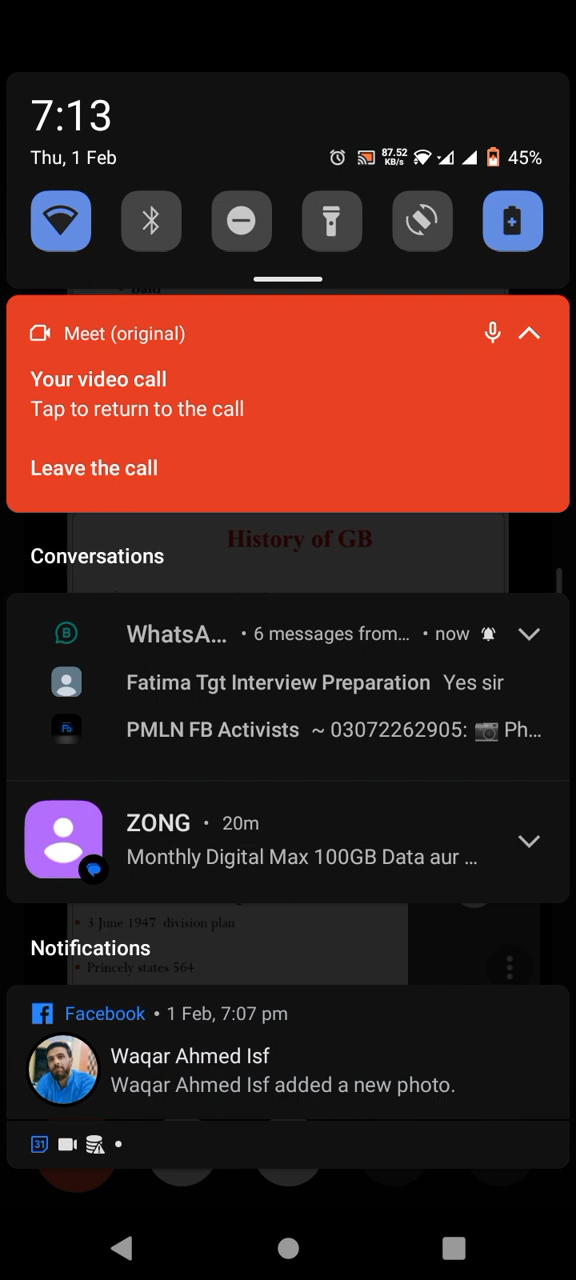 7:13
Thu, 1 Feb
87.52
KB/s
45%
Meet (original)
Your video call
Tap to return to the call
Leave the call
History of GB
Conversations
B
WhatsA... • 6 messages from... • now
Fatima Tgt Interview Preparation Yes sir
Fb
PMLN FB Activists ~ 03072262905: 📷 Ph...
ZONG • 20m
Monthly Digital Max 100GB Data aur ...
• 3 June 1947 division plan
Notifications
• Princely states 564
Facebook • 1 Feb, 7:07 pm
Waqar Ahmed Isf
Waqar Ahmed Isf added a new photo.
31